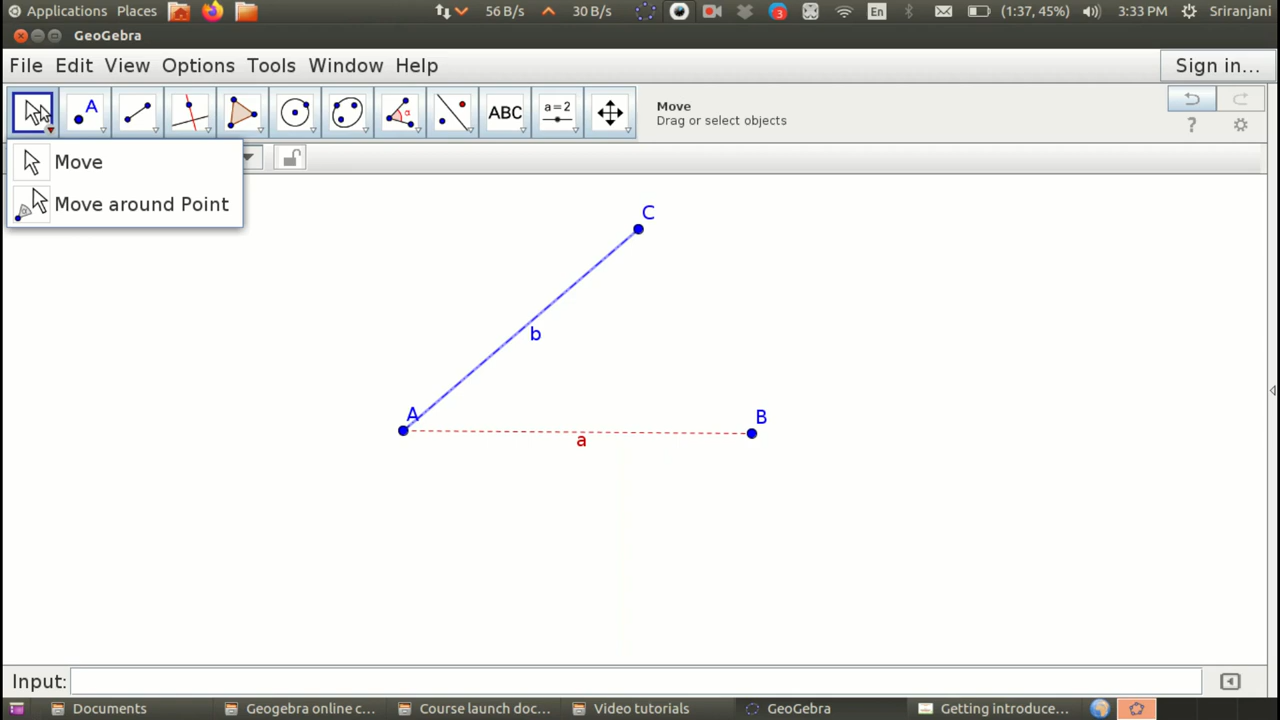 Applications Places 56 B/s 30 B/s 3 En (1:37, 45%) 3:33 PM Sriranjani
GeoGebra
File Edit View Options Tools Window Help Sign in...
A α ABC a=2 Move
Drag or select objects
?
Move
Move around Point
C
b
A
B
a
Input:
Documents Geogebra online c... Course launch doc... Video tutorials GeoGebra Getting introduce...